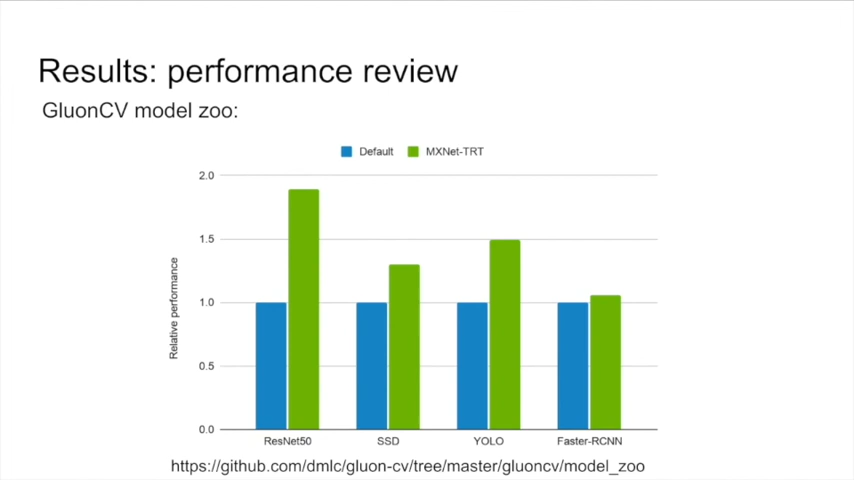 Results: performance review
GluonCV model zoo:
Default MXNet-TRT
2.0
1.5
1.0
0.5
0.0
Relative performance
ResNet50 SSD YOLO Faster-RCNN
https://github.com/dmlc/gluon-cv/tree/master/gluoncv/model_zoo